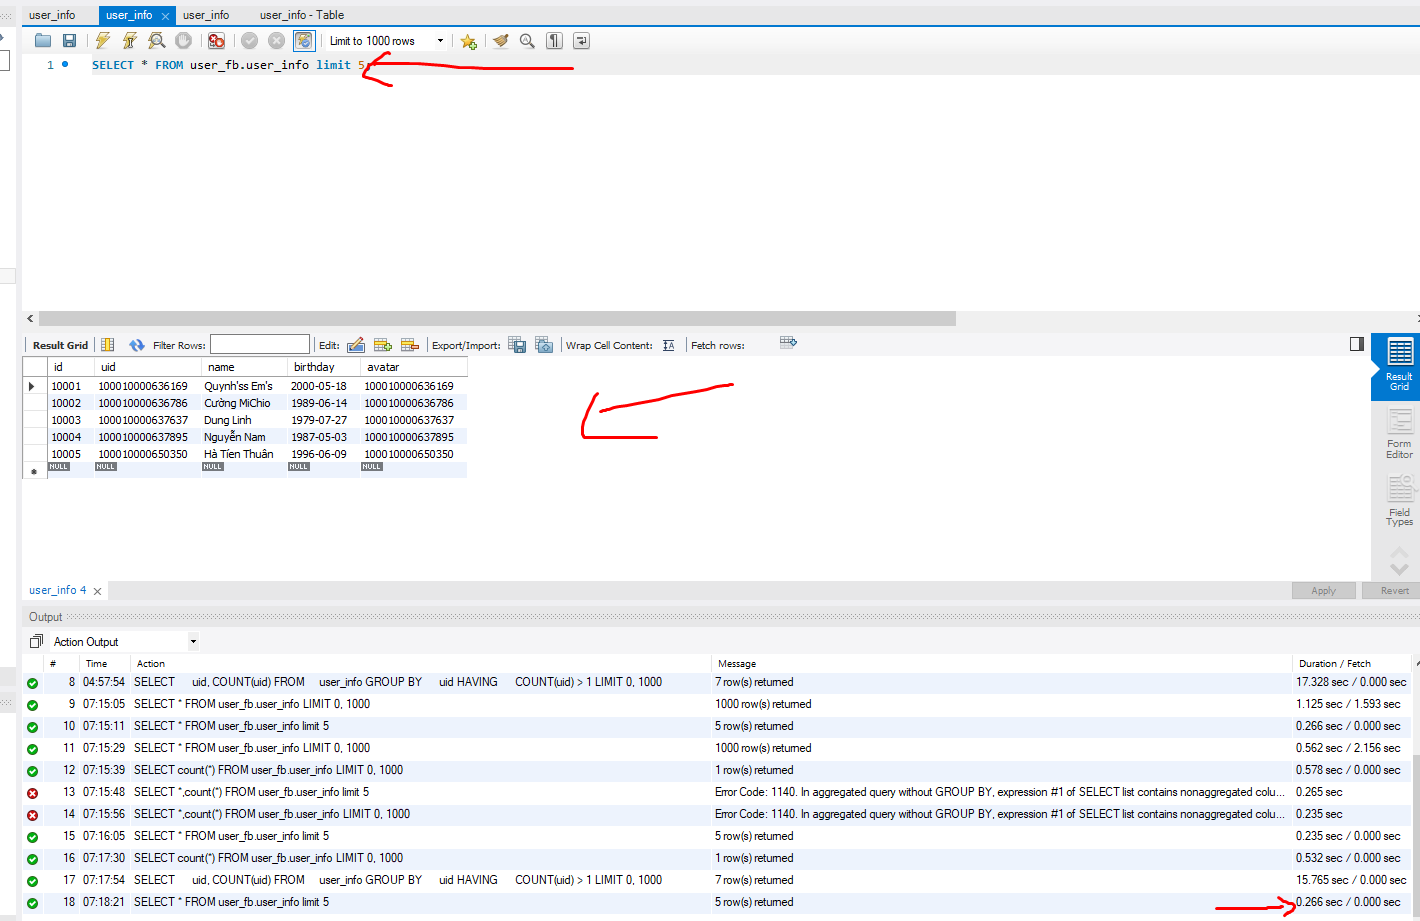 user_info user_info × user_info user_info - Table
Limit to 1000 rows
1 SELECT * FROM user_fb.user_info limit 5
Result Grid Filter Rows: Edit: Export/Import: Wrap Cell Content: Fetch rows:
id uid name birthday avatar
10001 100010000636169 Quynh'ss Em's 2000-05-18 100010000636169
10002 100010000636786 Cường MiChio 1989-06-14 100010000636786
10003 100010000637637 Dung Linh 1979-07-27 100010000637637
10004 100010000637895 Nguyễn Nam 1987-05-03 100010000637895
10005 100010000650350 Hà Tíen Thuân 1996-06-09 100010000650350
NULL NULL NULL NULL NULL
Result
Grid
Form
Editor
Field
Types
user_info 4 × Apply Revert
Output
Action Output
# Time Action Message Duration / Fetch
8 04:57:54 SELECT uid, COUNT(uid) FROM user_info GROUP BY uid HAVING COUNT(uid) > 1 LIMIT 0, 1000 7 row(s) returned 17.328 sec / 0.000 sec
9 07:15:05 SELECT * FROM user_fb.user_info LIMIT 0, 1000 1000 row(s) returned 1.125 sec / 1.593 sec
10 07:15:11 SELECT * FROM user_fb.user_info limit 5 5 row(s) returned 0.266 sec / 0.000 sec
11 07:15:29 SELECT * FROM user_fb.user_info LIMIT 0, 1000 1000 row(s) returned 0.562 sec / 2.156 sec
12 07:15:39 SELECT count(*) FROM user_fb.user_info LIMIT 0, 1000 1 row(s) returned 0.578 sec / 0.000 sec
13 07:15:48 SELECT *,count(*) FROM user_fb.user_info limit 5 Error Code: 1140. In aggregated query without GROUP BY, expression #1 of SELECT list contains nonaggregated colu... 0.265 sec
14 07:15:56 SELECT *,count(*) FROM user_fb.user_info LIMIT 0, 1000 Error Code: 1140. In aggregated query without GROUP BY, expression #1 of SELECT list contains nonaggregated colu... 0.235 sec
15 07:16:05 SELECT * FROM user_fb.user_info limit 5 5 row(s) returned 0.235 sec / 0.000 sec
16 07:17:30 SELECT count(*) FROM user_fb.user_info LIMIT 0, 1000 1 row(s) returned 0.532 sec / 0.000 sec
17 07:17:54 SELECT uid, COUNT(uid) FROM user_info GROUP BY uid HAVING COUNT(uid) > 1 LIMIT 0, 1000 7 row(s) returned 15.765 sec / 0.000 sec
18 07:18:21 SELECT * FROM user_fb.user_info limit 5 5 row(s) returned 0.266 sec / 0.000 sec